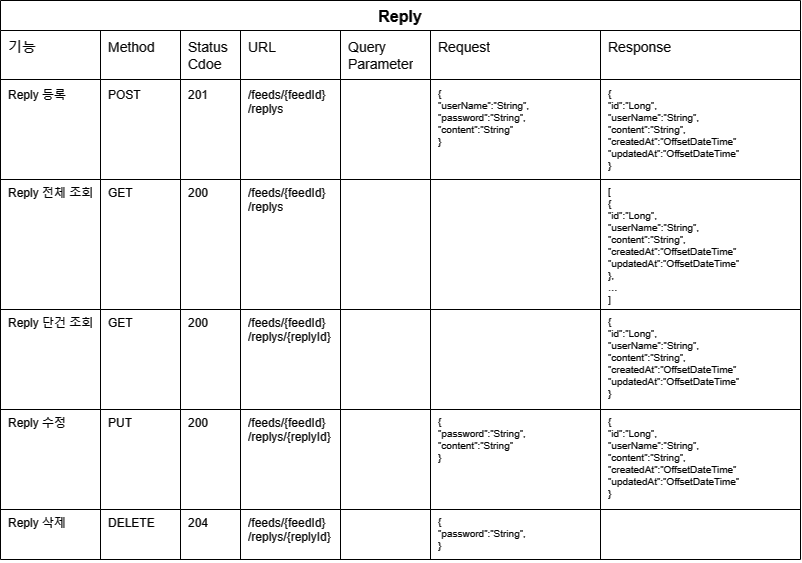 Reply
기능 Method Status Cdoe URL Query Parameter Request Response
Reply 등록 POST 201 /feeds/{feedId}
/replys
{
"userName":"String",
"password":"String",
"content":"String"
}
{
"id":"Long",
"userName":"String",
"content":"String",
"createdAt":"OffsetDateTime"
"updatedAt":"OffsetDateTime"
}
Reply 전체 조회 GET 200 /feeds/{feedId}
/replys
[
{
"id":"Long",
"userName":"String",
"content":"String",
"createdAt":"OffsetDateTime"
"updatedAt":"OffsetDateTime"
},
...
]
Reply 단건 조회 GET 200 /feeds/{feedId}
/replys/{replyId}
{
"id":"Long",
"userName":"String",
"content":"String",
"createdAt":"OffsetDateTime"
"updatedAt":"OffsetDateTime"
}
Reply 수정 PUT 200 /feeds/{feedId}
/replys/{replyId}
{
"password":"String",
"content":"String"
}
{
"id":"Long",
"userName":"String",
"content":"String",
"createdAt":"OffsetDateTime"
"updatedAt":"OffsetDateTime"
}
Reply 삭제 DELETE 204 /feeds/{feedId}
/replys/{replyId}
{
"password":"String",
}